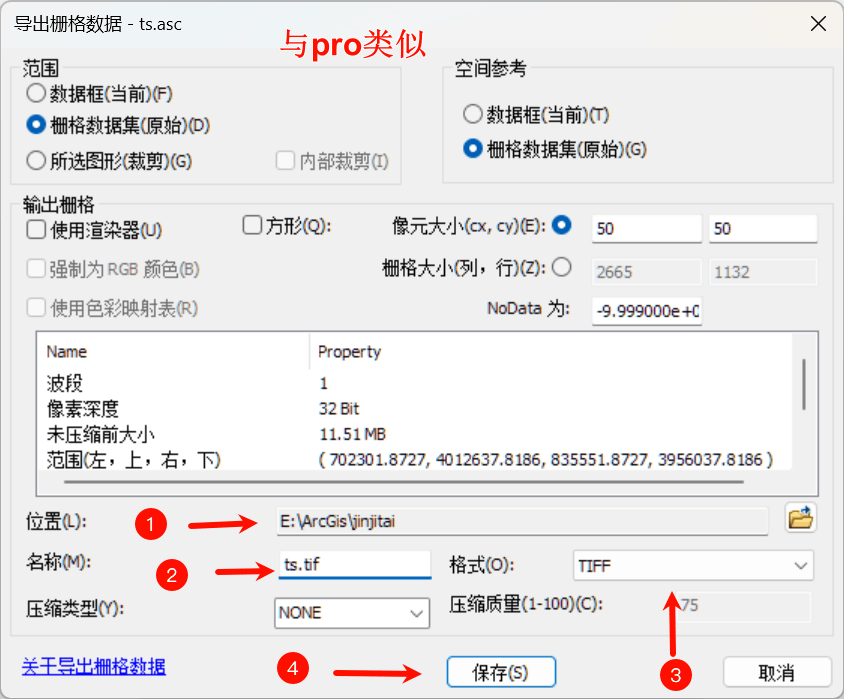 导出栅格数据 - ts.asc
与pro类似
范围
数据框(当前)(F)
栅格数据集(原始)(D)
所选图形(裁剪)(G)
内部裁剪(I)
空间参考
数据框(当前)(T)
栅格数据集(原始)(G)
输出栅格
使用渲染器(U)
方形(Q):
像元大小(cx, cy)(E):
50
50
强制为 RGB 颜色(B)
栅格大小(列，行)(Z):
2665
1132
使用色彩映射表(R)
NoData 为:
-9.999000e+0
Name Property
波段 1
像素深度 32 Bit
未压缩前大小 11.51 MB
范围(左，上，右，下) ( 702301.8727, 4012637.8186, 835551.8727, 3956037.8186 )
位置(L):
1
E:\ArcGis\jinjitai
名称(M):
2
ts.tif
格式(O):
TIFF
压缩类型(Y):
NONE
压缩质量(1-100)(C):
75
关于导出栅格数据
4
保存(S)
3
取消